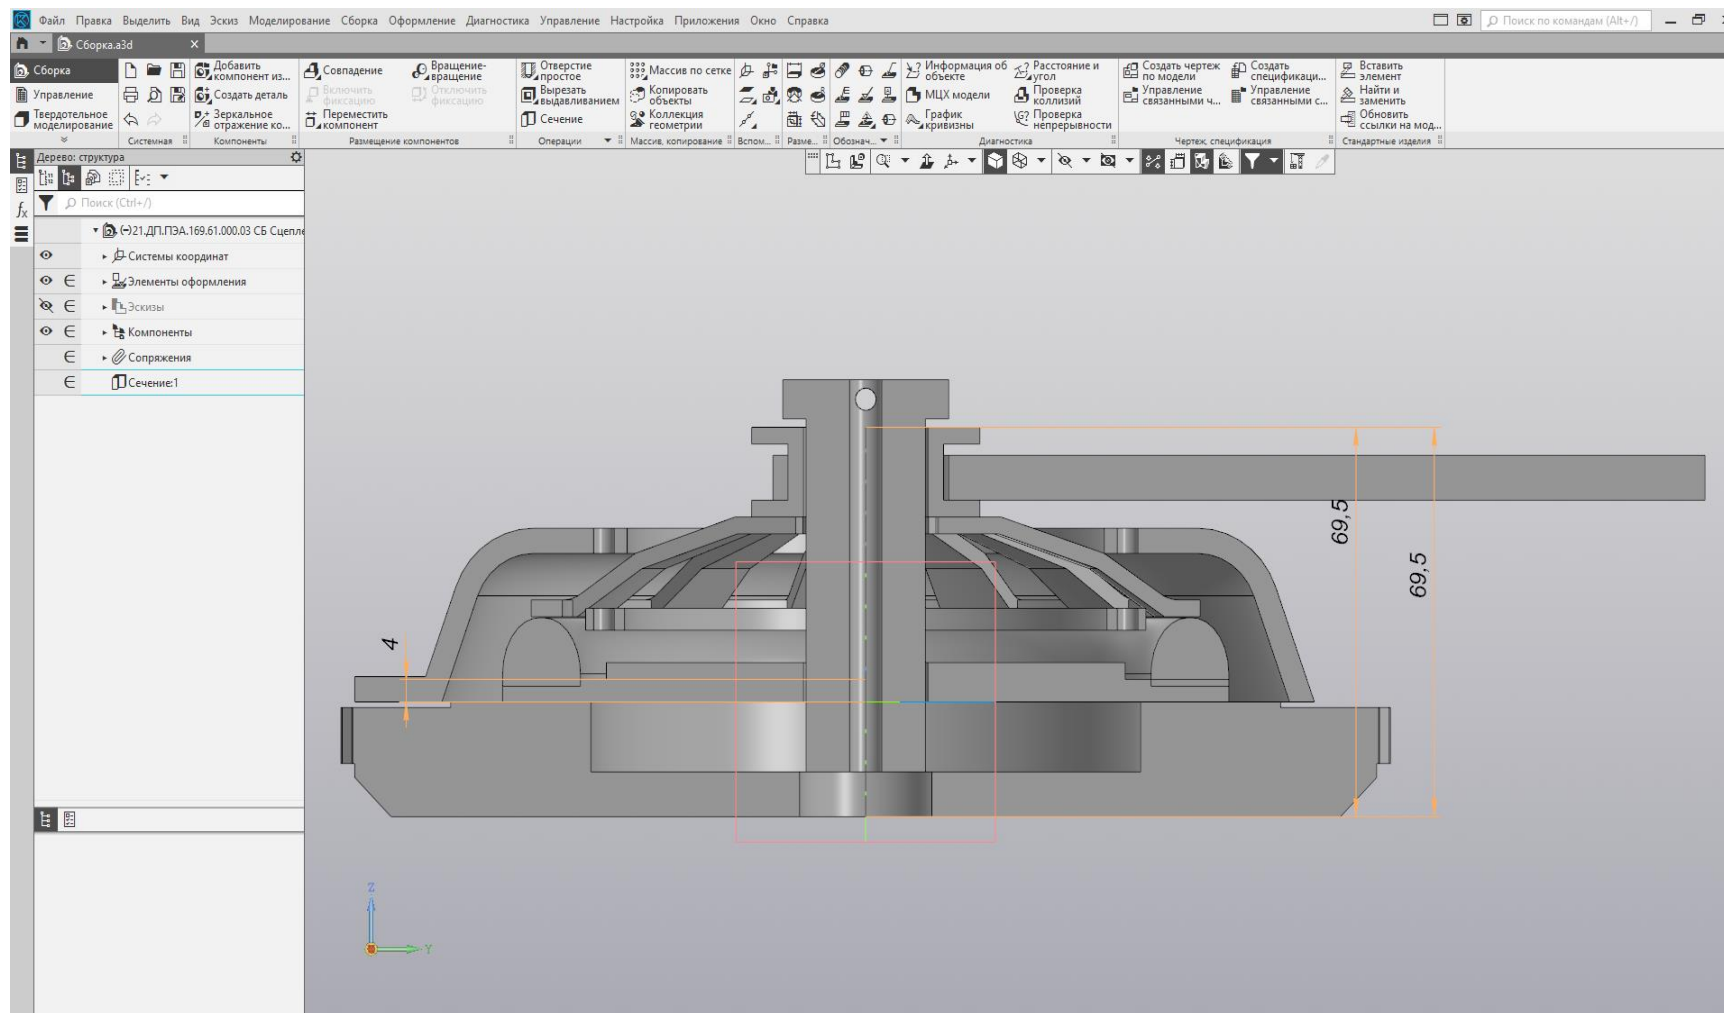 Файл Правка Выделить Вид Эскиз Моделирование Сборка Оформление Диагностика Управление Настройка Приложения Окно Справка
Поиск по командам (Alt+/)
Сборка.a3d
Сборка
Управление
Твердотельное
моделирование
Системная
Добавить
компонент из...
Создать деталь
Зеркальное
отражение ко...
Компоненты
Совпадение
Включить
фиксацию
Переместить
компонент
Вращение-
вращение
Отключить
фиксацию
Размещение компонентов
Отверстие
простое
Вырезать
выдавливанием
Сечение
Операции
Массив по сетке
Копировать
объекты
Коллекция
геометрии
Массив, копирование
Вспом...
Разме...
Обознач...
Информация об
объекте
МЦХ модели
График
кривизны
Расстояние и
угол
Проверка
коллизий
Проверка
непрерывности
Диагностика
Создать чертеж
по модели
Управление
связанными ч...
Создать
спецификаци...
Управление
связанными с...
Чертеж, спецификация
Вставить
элемент
Найти и
заменить
Обновить
ссылки на мод...
Стандартные изделия
Дерево: структура
Поиск (Ctrl+/)
(-)21.ДП.ПЭА.169.61.000.03 СБ Сцепле
Системы координат
Элементы оформления
Эскизы
Компоненты
Сопряжения
Сечение:1
69,5
69,5
4
Z
Y